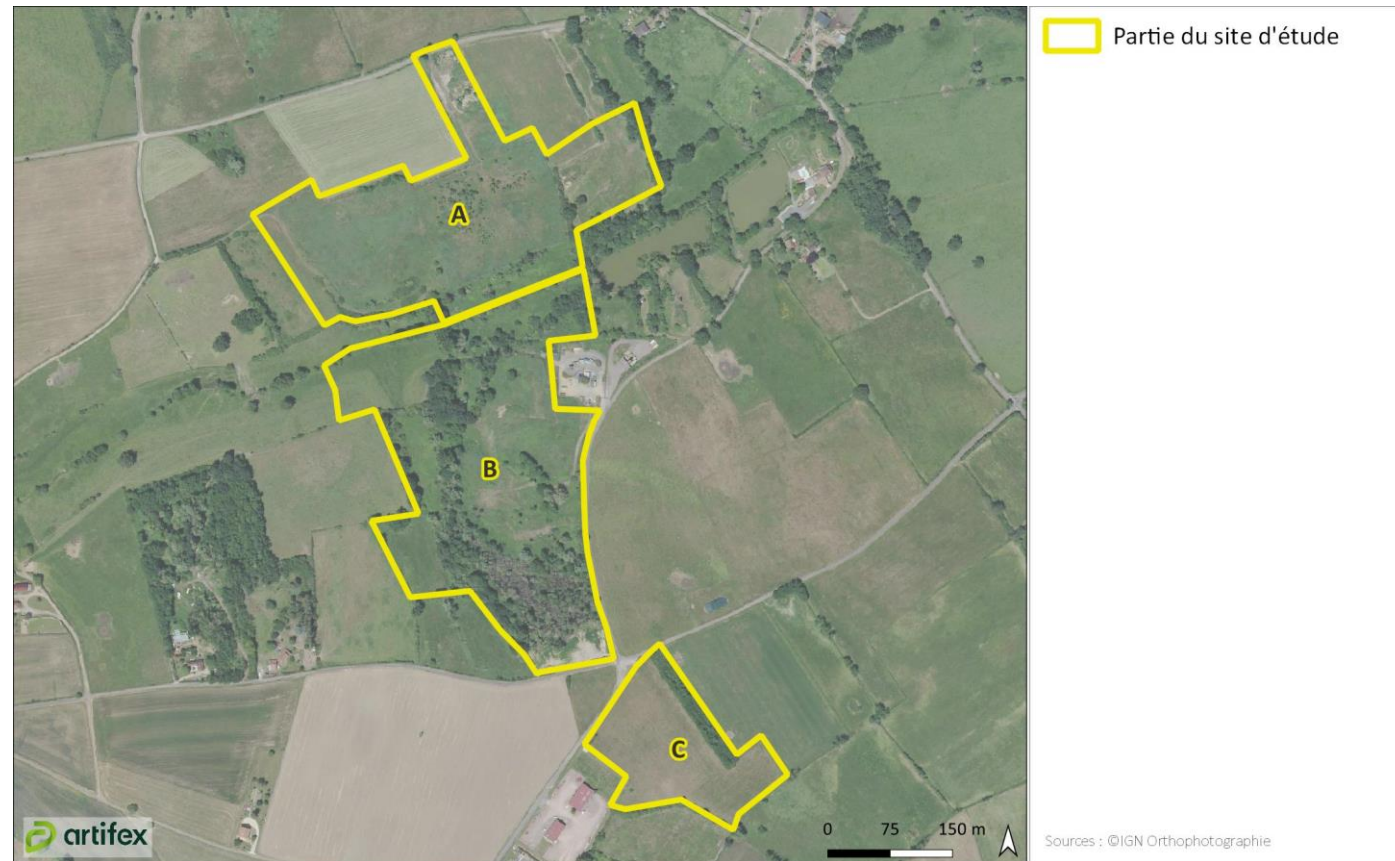 Partie du site d'étude
A
B
C
0 75 150 m
artifex
Sources : ©IGN Orthophotographie